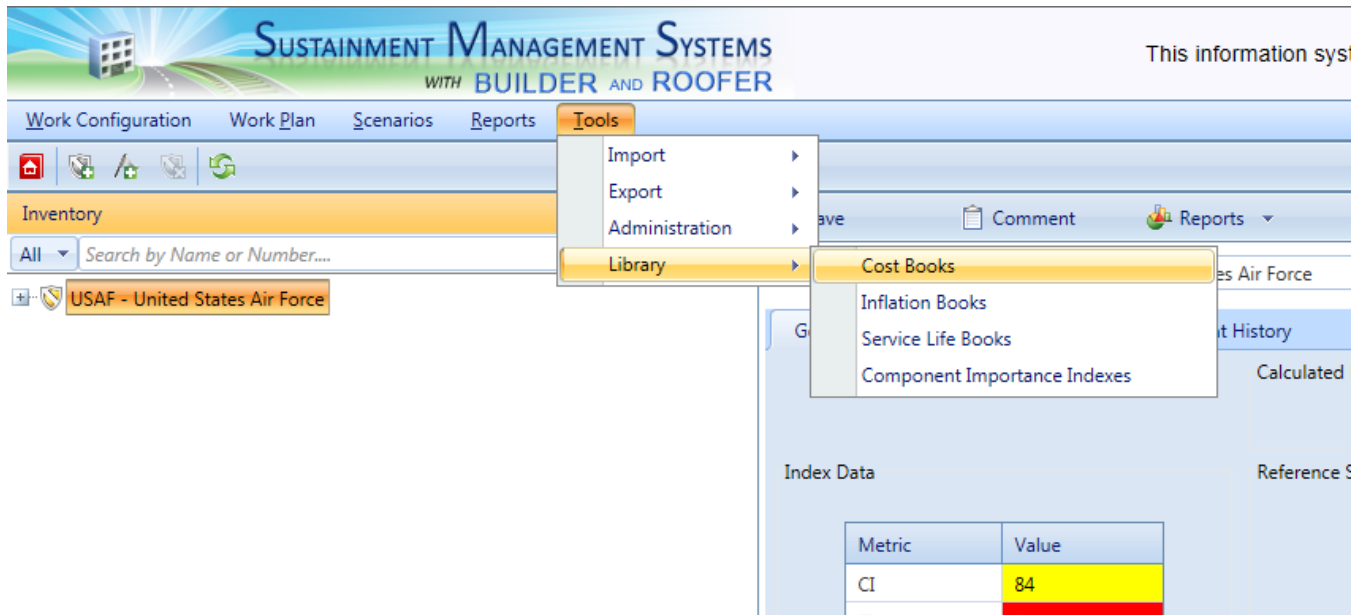 SUSTAINMENT MANAGEMENT SYSTEMS
WITH BUILDER AND ROOFER
This information syst
Work Configuration Work Plan Scenarios Reports Tools
Import
Export
Administration
Library
Inventory
ave Comment Reports
All Search by Name or Number....
Cost Books
Inflation Books
Service Life Books
Component Importance Indexes
es Air Force
USAF - United States Air Force
G t History
Calculated
Index Data Reference S
Metric Value
CI 84